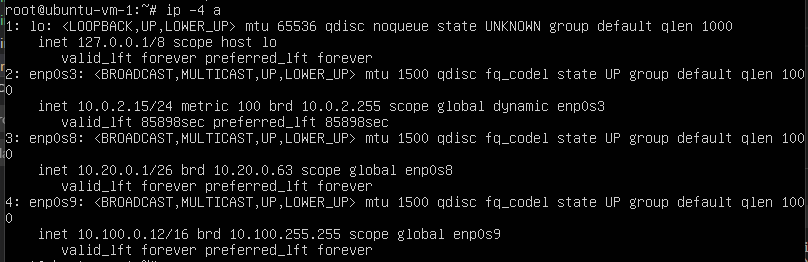 root@ubuntu-vm-1:~# ip -4 a
1: lo: <LOOPBACK,UP,LOWER_UP> mtu 65536 qdisc noqueue state UNKNOWN group default qlen 1000
    inet 127.0.0.1/8 scope host lo
       valid_lft forever preferred_lft forever
2: enp0s3: <BROADCAST,MULTICAST,UP,LOWER_UP> mtu 1500 qdisc fq_codel state UP group default qlen 100
0
    inet 10.0.2.15/24 metric 100 brd 10.0.2.255 scope global dynamic enp0s3
       valid_lft 85898sec preferred_lft 85898sec
3: enp0s8: <BROADCAST,MULTICAST,UP,LOWER_UP> mtu 1500 qdisc fq_codel state UP group default qlen 100
0
    inet 10.20.0.1/26 brd 10.20.0.63 scope global enp0s8
       valid_lft forever preferred_lft forever
4: enp0s9: <BROADCAST,MULTICAST,UP,LOWER_UP> mtu 1500 qdisc fq_codel state UP group default qlen 100
0
    inet 10.100.0.12/16 brd 10.100.255.255 scope global enp0s9
       valid_lft forever preferred_lft forever